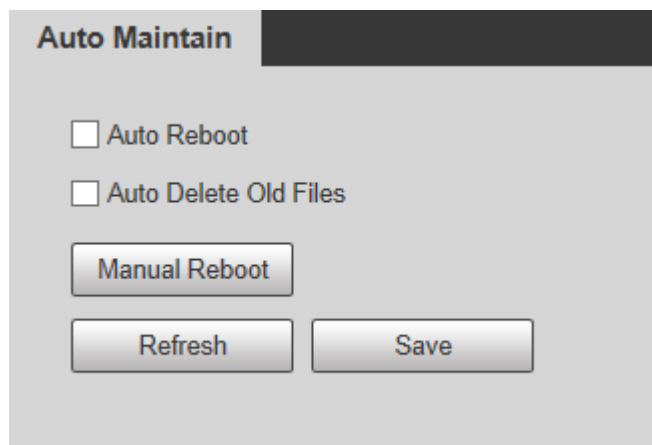 Auto Maintain
Auto Reboot
Auto Delete Old Files
Manual Reboot
Refresh Save